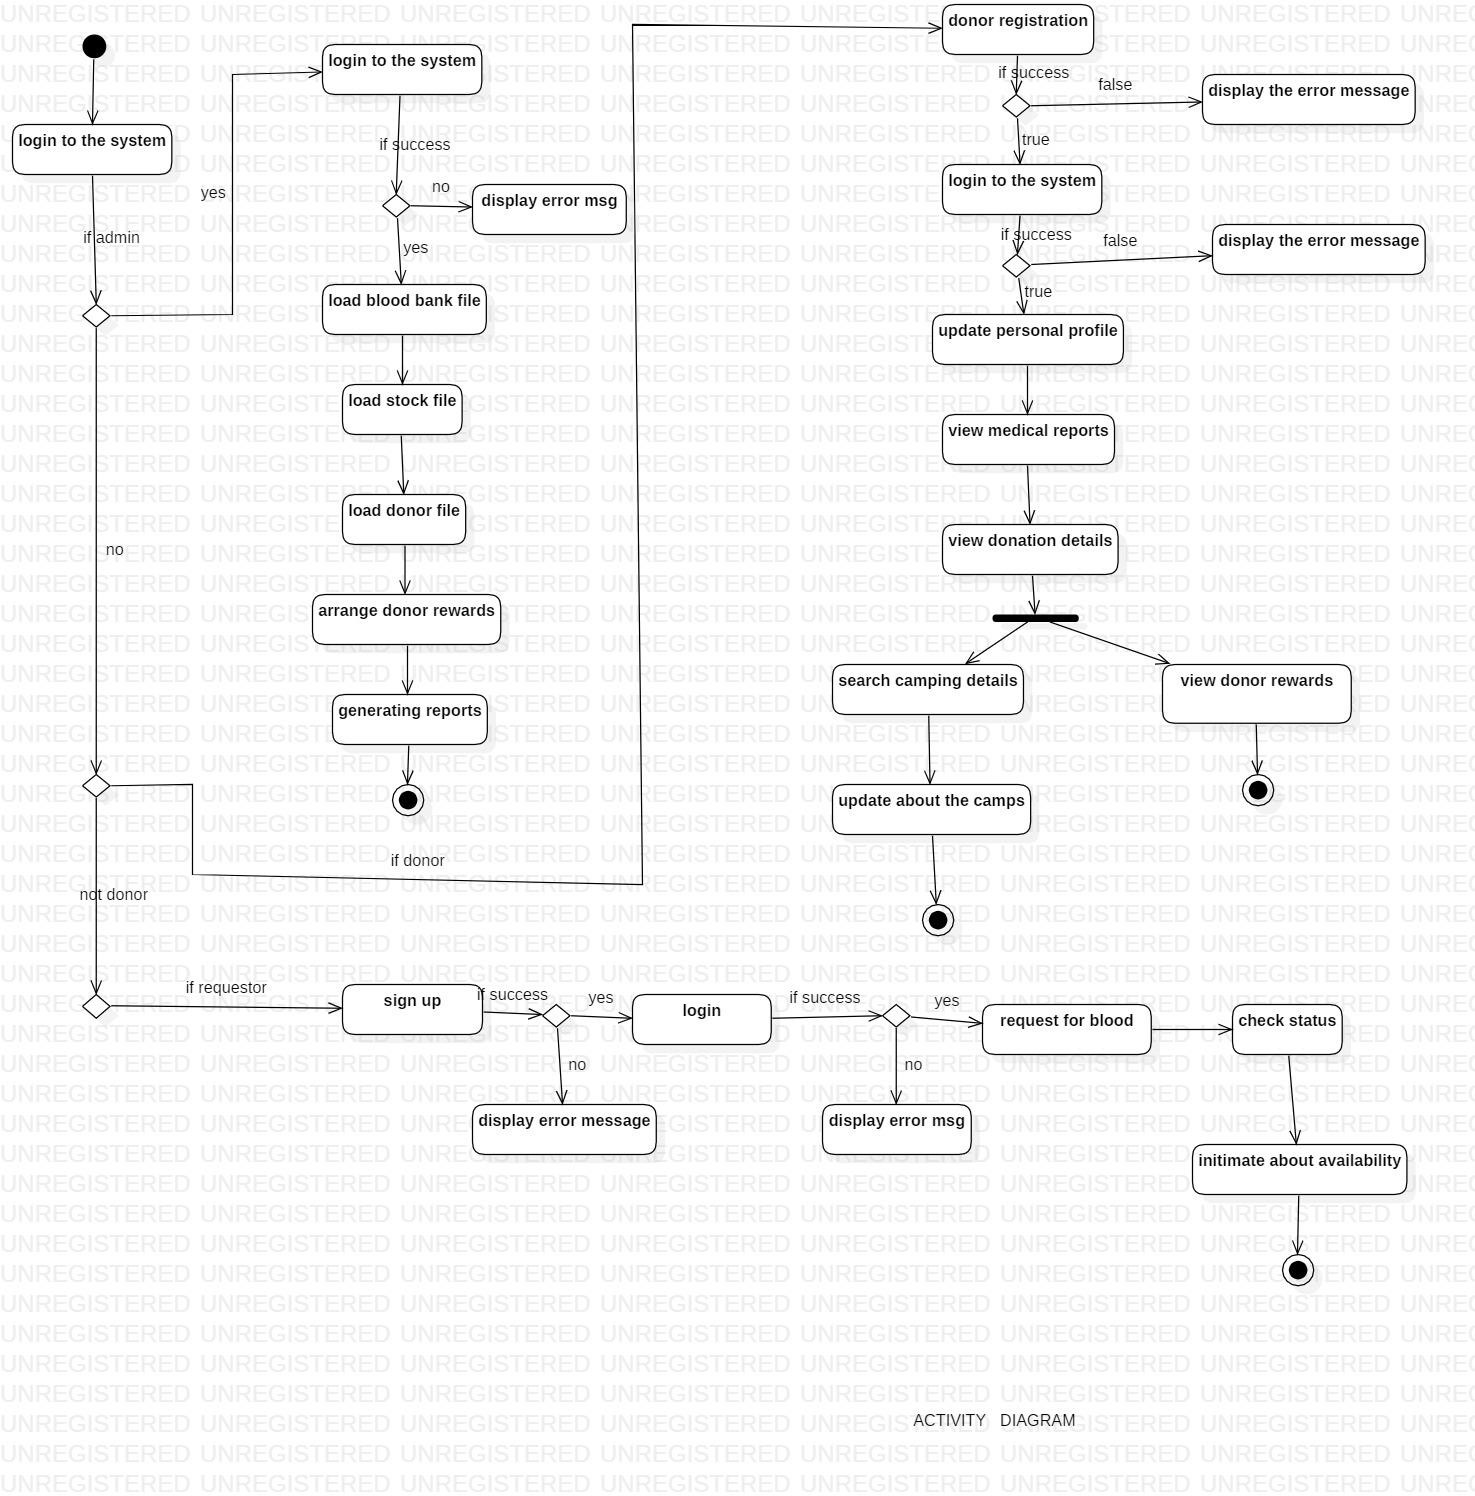 login to the system
if admin
yes
no
login to the system
if success
no
display error msg
yes
load blood bank file
load stock file
load donor file
arrange donor rewards
generating reports
if donor
not donor
donor registration
if success
false
display the error message
true
login to the system
if success
false
display the error message
true
update personal profile
view medical reports
view donation details
search camping details
view donor rewards
update about the camps
if requestor
sign up
if success
yes
no
display error message
login
if success
yes
no
display error msg
request for blood
check status
initimate about availability
ACTIVITY DIAGRAM
UNREGISTERED